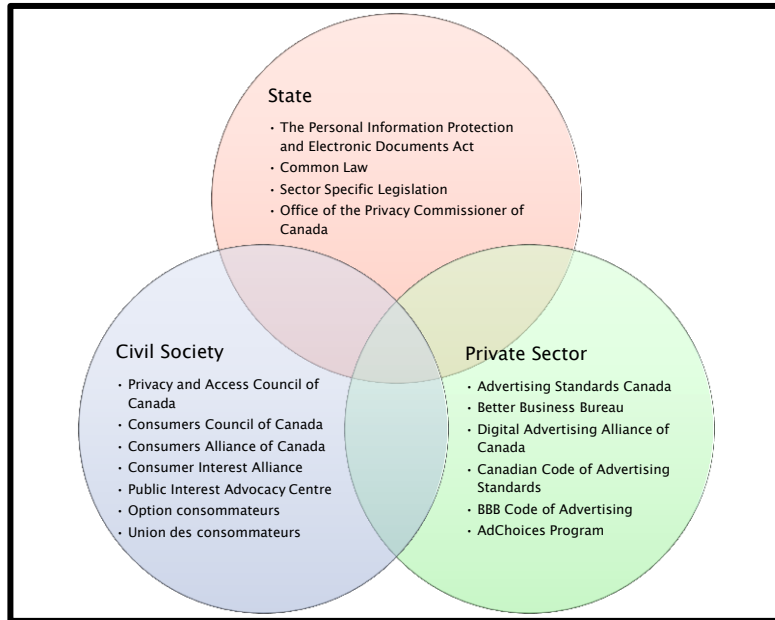 State
· The Personal Information Protection
and Electronic Documents Act
· Common Law
· Sector Specific Legislation
· Office of the Privacy Commissioner of
Canada
Civil Society
· Privacy and Access Council of
Canada
· Consumers Council of Canada
· Consumers Alliance of Canada
· Consumer Interest Alliance
· Public Interest Advocacy Centre
· Option consommateurs
· Union des consommateurs
Private Sector
· Advertising Standards Canada
· Better Business Bureau
· Digital Advertising Alliance of
Canada
· Canadian Code of Advertising
Standards
· BBB Code of Advertising
· AdChoices Program